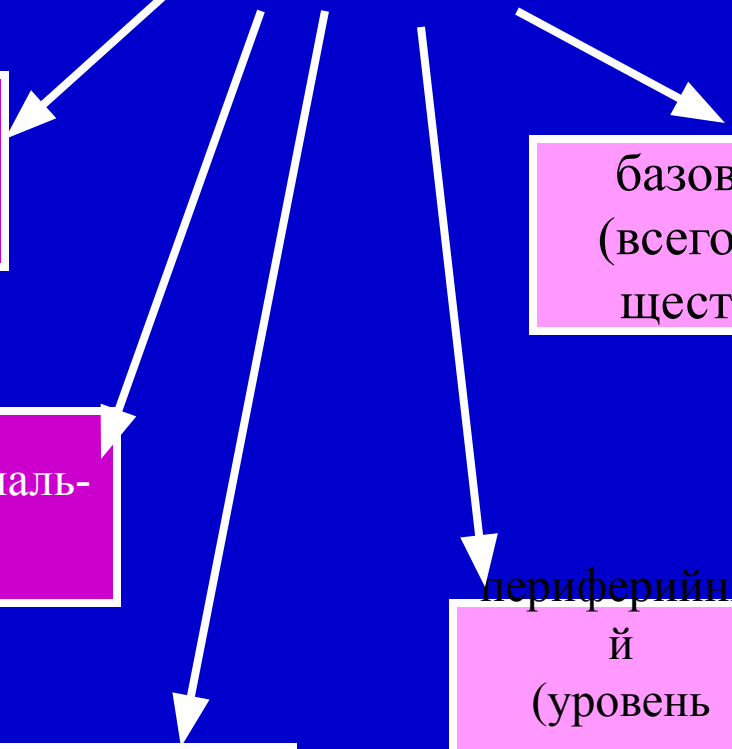 базов
(всего
щест
аль-
периферийн
й
(уровень